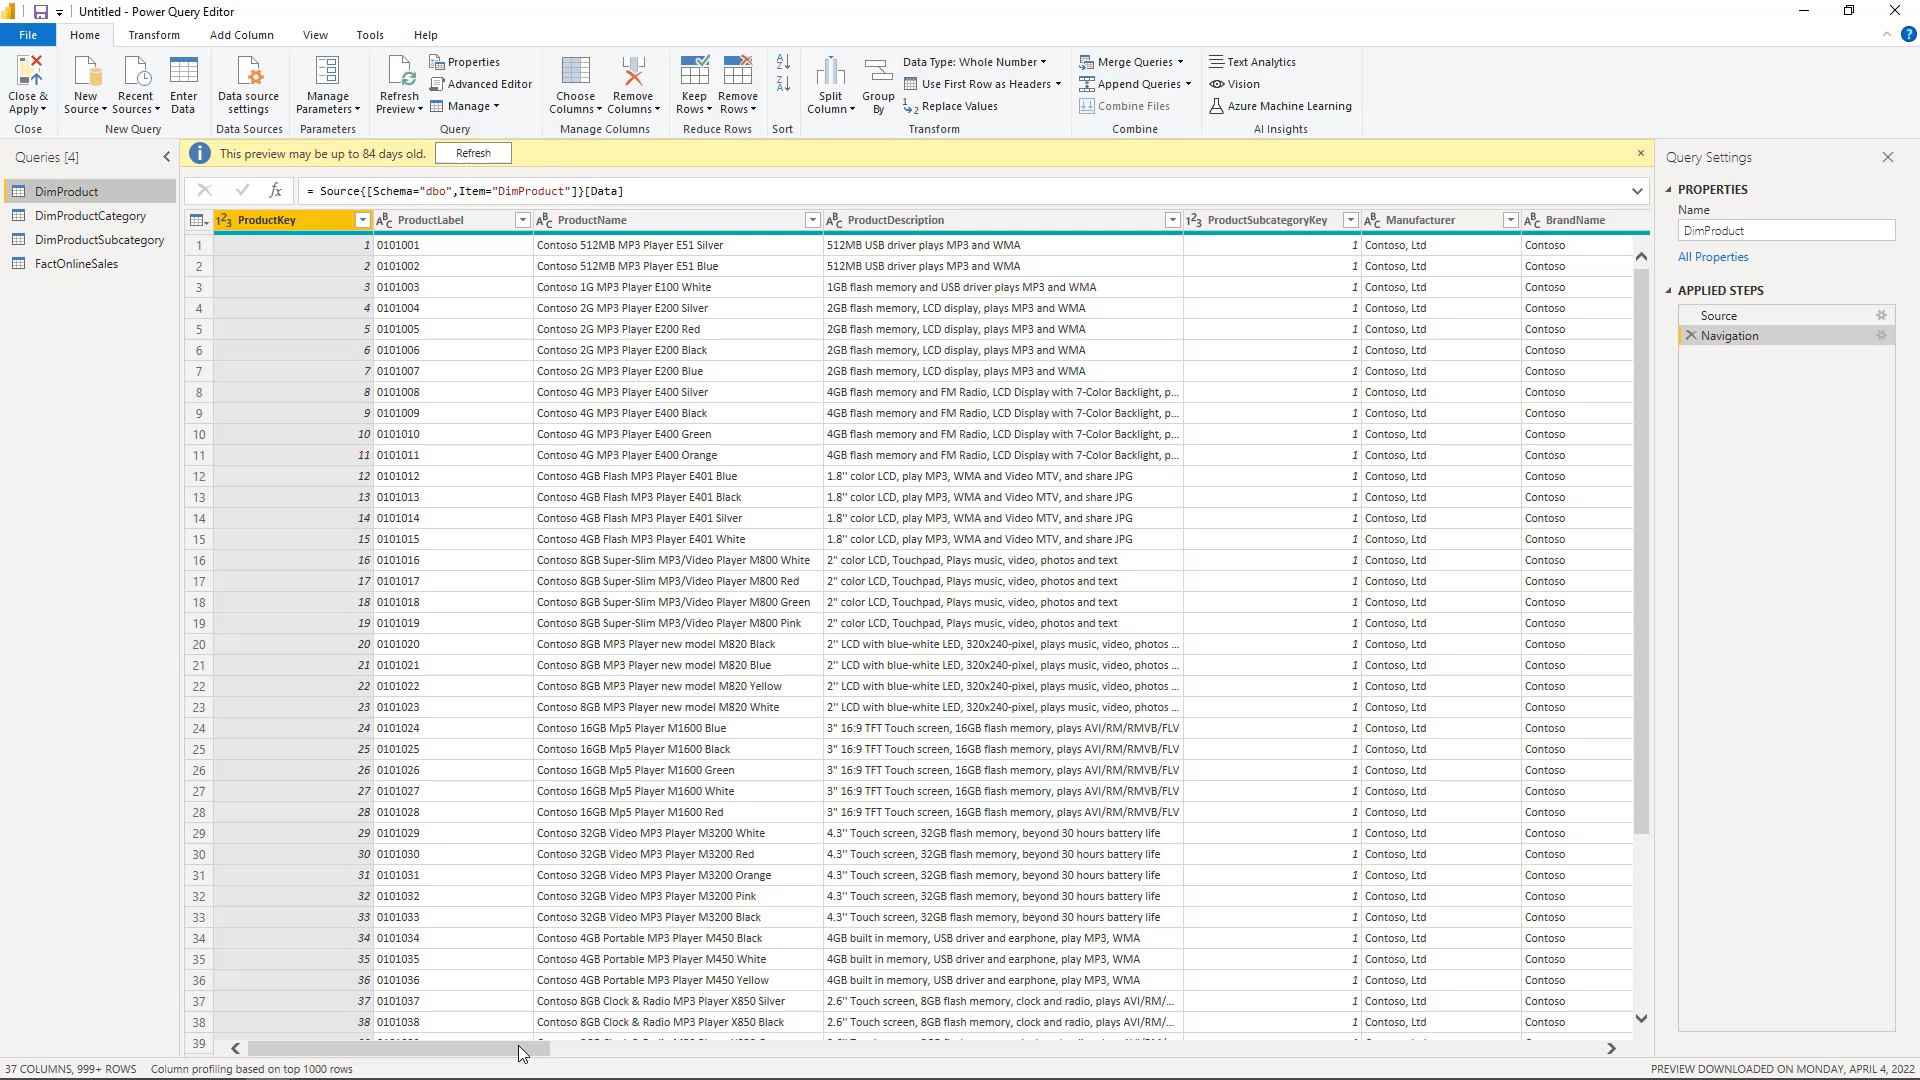 Untitled - Power Query Editor
File Home Transform Add Column View Tools Help
Close & Apply
New Source
Recent Sources
Enter Data
Data source settings
Manage Parameters
Refresh Preview
Properties
Advanced Editor
Manage
Choose Columns
Remove Columns
Keep Rows
Remove Rows
Split Column
Group By
Data Type: Whole Number
Use First Row as Headers
Replace Values
Merge Queries
Append Queries
Combine Files
Text Analytics
Vision
Azure Machine Learning
Close New Query Data Sources Parameters Query Manage Columns Reduce Rows Sort Transform Combine AI Insights
Queries [4]
DimProduct
DimProductCategory
DimProductSubcategory
FactOnlineSales
This preview may be up to 84 days old. Refresh
= Source{[Schema="dbo",Item="DimProduct"]}[Data]
ProductKey ProductLabel ProductName ProductDescription ProductSubcategoryKey Manufacturer BrandName
1 1 0101001 Contoso 512MB MP3 Player E51 Silver 512MB USB driver plays MP3 and WMA 1 Contoso, Ltd Contoso
2 2 0101002 Contoso 512MB MP3 Player E51 Blue 512MB USB driver plays MP3 and WMA 1 Contoso, Ltd Contoso
3 3 0101003 Contoso 1G MP3 Player E100 White 1GB flash memory and USB driver plays MP3 and WMA 1 Contoso, Ltd Contoso
4 4 0101004 Contoso 2G MP3 Player E200 Silver 2GB flash memory, LCD display, plays MP3 and WMA 1 Contoso, Ltd Contoso
5 5 0101005 Contoso 2G MP3 Player E200 Red 2GB flash memory, LCD display, plays MP3 and WMA 1 Contoso, Ltd Contoso
6 6 0101006 Contoso 2G MP3 Player E200 Black 2GB flash memory, LCD display, plays MP3 and WMA 1 Contoso, Ltd Contoso
7 7 0101007 Contoso 2G MP3 Player E200 Blue 2GB flash memory, LCD display, plays MP3 and WMA 1 Contoso, Ltd Contoso
8 8 0101008 Contoso 4G MP3 Player E400 Silver 4GB flash memory and FM Radio, LCD Display with 7-Color Backlight, p... 1 Contoso, Ltd Contoso
9 9 0101009 Contoso 4G MP3 Player E400 Black 4GB flash memory and FM Radio, LCD Display with 7-Color Backlight, p... 1 Contoso, Ltd Contoso
10 10 0101010 Contoso 4G MP3 Player E400 Green 4GB flash memory and FM Radio, LCD Display with 7-Color Backlight, p... 1 Contoso, Ltd Contoso
11 11 0101011 Contoso 4G MP3 Player E400 Orange 4GB flash memory and FM Radio, LCD Display with 7-Color Backlight, p... 1 Contoso, Ltd Contoso
12 12 0101012 Contoso 4GB Flash MP3 Player E401 Blue 1.8" color LCD, play MP3, WMA and Video MTV, and share JPG 1 Contoso, Ltd Contoso
13 13 0101013 Contoso 4GB Flash MP3 Player E401 Black 1.8" color LCD, play MP3, WMA and Video MTV, and share JPG 1 Contoso, Ltd Contoso
14 14 0101014 Contoso 4GB Flash MP3 Player E401 Silver 1.8" color LCD, play MP3, WMA and Video MTV, and share JPG 1 Contoso, Ltd Contoso
15 15 0101015 Contoso 4GB Flash MP3 Player E401 White 1.8" color LCD, play MP3, WMA and Video MTV, and share JPG 1 Contoso, Ltd Contoso
16 16 0101016 Contoso 8GB Super-Slim MP3/Video Player M800 White 2" color LCD, Touchpad, Plays music, video, photos and text 1 Contoso, Ltd Contoso
17 17 0101017 Contoso 8GB Super-Slim MP3/Video Player M800 Red 2" color LCD, Touchpad, Plays music, video, photos and text 1 Contoso, Ltd Contoso
18 18 0101018 Contoso 8GB Super-Slim MP3/Video Player M800 Green 2" color LCD, Touchpad, Plays music, video, photos and text 1 Contoso, Ltd Contoso
19 19 0101019 Contoso 8GB Super-Slim MP3/Video Player M800 Pink 2" color LCD, Touchpad, Plays music, video, photos and text 1 Contoso, Ltd Contoso
20 20 0101020 Contoso 8GB MP3 Player new model M820 Black 2" LCD with blue-white LED, 320x240-pixel, plays music, video, photos ... 1 Contoso, Ltd Contoso
21 21 0101021 Contoso 8GB MP3 Player new model M820 Blue 2" LCD with blue-white LED, 320x240-pixel, plays music, video, photos ... 1 Contoso, Ltd Contoso
22 22 0101022 Contoso 8GB MP3 Player new model M820 Yellow 2" LCD with blue-white LED, 320x240-pixel, plays music, video, photos ... 1 Contoso, Ltd Contoso
23 23 0101023 Contoso 8GB MP3 Player new model M820 White 2" LCD with blue-white LED, 320x240-pixel, plays music, video, photos ... 1 Contoso, Ltd Contoso
24 24 0101024 Contoso 16GB Mp5 Player M1600 Blue 3" 16:9 TFT Touch screen, 16GB flash memory, plays AVI/RM/RMVB/FLV 1 Contoso, Ltd Contoso
25 25 0101025 Contoso 16GB Mp5 Player M1600 Black 3" 16:9 TFT Touch screen, 16GB flash memory, plays AVI/RM/RMVB/FLV 1 Contoso, Ltd Contoso
26 26 0101026 Contoso 16GB Mp5 Player M1600 Green 3" 16:9 TFT Touch screen, 16GB flash memory, plays AVI/RM/RMVB/FLV 1 Contoso, Ltd Contoso
27 27 0101027 Contoso 16GB Mp5 Player M1600 White 3" 16:9 TFT Touch screen, 16GB flash memory, plays AVI/RM/RMVB/FLV 1 Contoso, Ltd Contoso
28 28 0101028 Contoso 16GB Mp5 Player M1600 Red 3" 16:9 TFT Touch screen, 16GB flash memory, plays AVI/RM/RMVB/FLV 1 Contoso, Ltd Contoso
29 29 0101029 Contoso 32GB Video MP3 Player M3200 White 4.3" Touch screen, 32GB flash memory, beyond 30 hours battery life 1 Contoso, Ltd Contoso
30 30 0101030 Contoso 32GB Video MP3 Player M3200 Red 4.3" Touch screen, 32GB flash memory, beyond 30 hours battery life 1 Contoso, Ltd Contoso
31 31 0101031 Contoso 32GB Video MP3 Player M3200 Orange 4.3" Touch screen, 32GB flash memory, beyond 30 hours battery life 1 Contoso, Ltd Contoso
32 32 0101032 Contoso 32GB Video MP3 Player M3200 Pink 4.3" Touch screen, 32GB flash memory, beyond 30 hours battery life 1 Contoso, Ltd Contoso
33 33 0101033 Contoso 32GB Video MP3 Player M3200 Black 4.3" Touch screen, 32GB flash memory, beyond 30 hours battery life 1 Contoso, Ltd Contoso
34 34 0101034 Contoso 4GB Portable MP3 Player M450 Black 4GB built in memory, USB driver and earphone, play MP3, WMA 1 Contoso, Ltd Contoso
35 35 0101035 Contoso 4GB Portable MP3 Player M450 White 4GB built in memory, USB driver and earphone, play MP3, WMA 1 Contoso, Ltd Contoso
36 36 0101036 Contoso 4GB Portable MP3 Player M450 Yellow 4GB built in memory, USB driver and earphone, play MP3, WMA 1 Contoso, Ltd Contoso
37 37 0101037 Contoso 8GB Clock & Radio MP3 Player X850 Silver 2.6" Touch screen, 8GB flash memory, clock and radio, plays AVI/RM/... 1 Contoso, Ltd Contoso
38 38 0101038 Contoso 8GB Clock & Radio MP3 Player X850 Black 2.6" Touch screen, 8GB flash memory, clock and radio, plays AVI/RM/... 1 Contoso, Ltd Contoso
39
Query Settings
PROPERTIES
Name
DimProduct
All Properties
APPLIED STEPS
Source
Navigation
37 COLUMNS, 999+ ROWS Column profiling based on top 1000 rows
PREVIEW DOWNLOADED ON MONDAY, APRIL 4, 2022